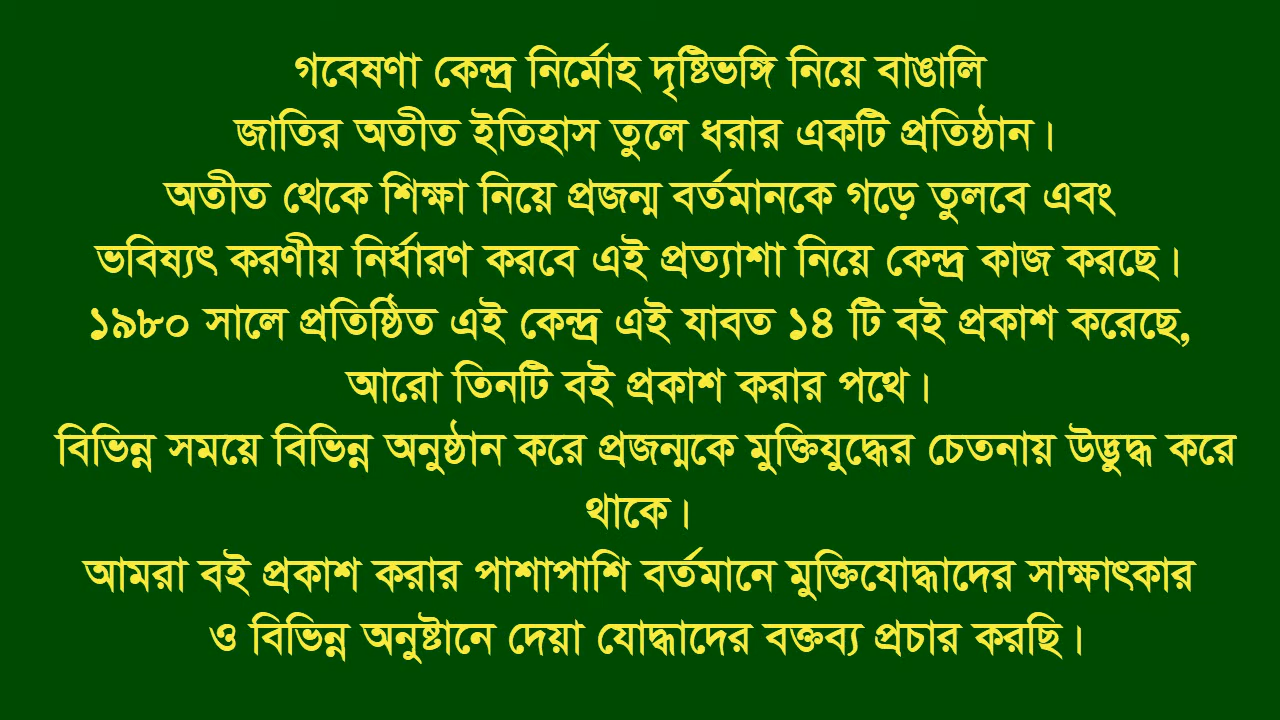 গবেষণা কেন্দ্র নির্মোহ দৃষ্টিভঙ্গি নিয়ে বাঙালি
জাতির অতীত ইতিহাস তুলে ধরার একটি প্রতিষ্ঠান।
অতীত থেকে শিক্ষা নিয়ে প্রজন্ম বর্তমানকে গড়ে তুলবে এবং
ভবিষ্যৎ করণীয় নির্ধারণ করবে এই প্রত্যাশা নিয়ে কেন্দ্র কাজ করছে।
১৯৮০ সালে প্রতিষ্ঠিত এই কেন্দ্র এই যাবত ১৪ টি বই প্রকাশ করেছে,
আরো তিনটি বই প্রকাশ করার পথে।
বিভিন্ন সময়ে বিভিন্ন অনুষ্ঠান করে প্রজন্মকে মুক্তিযুদ্ধের চেতনায় উদ্ভুদ্ধ করে
থাকে।
আমরা বই প্রকাশ করার পাশাপাশি বর্তমানে মুক্তিযোদ্ধাদের সাক্ষাৎকার
ও বিভিন্ন অনুষ্টানে দেয়া যোদ্ধাদের বক্তব্য প্রচার করছি।